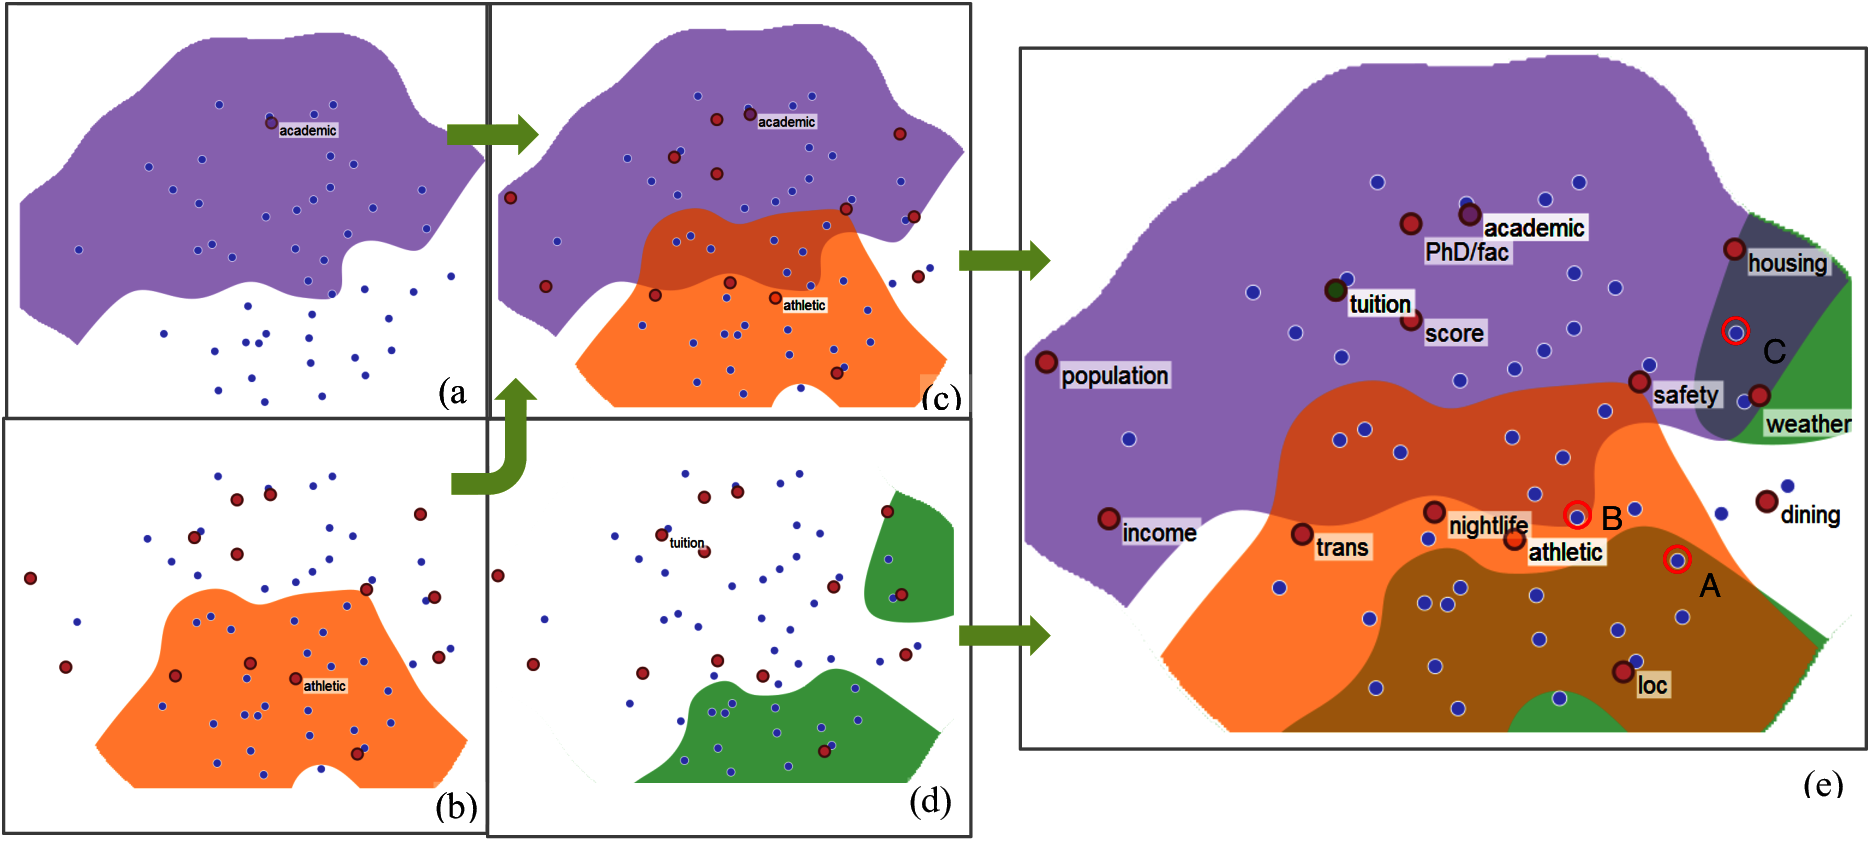 academic
(a
academic
athletic
(c)
athletic
(b)
tuition
(d)
academic
PhD/fac
housing
tuition
score
C
population
safety
weather
B
nightlife
dining
income
trans
athletic
A
loc
(e)